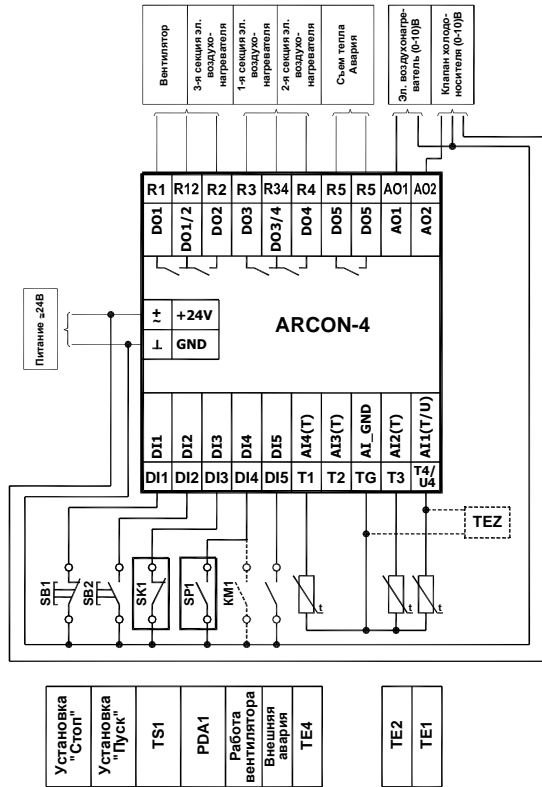 Вентилятор
3-я секция эл.
воздухо-
нагревателя
1-я секция эл.
воздухо-
нагревателя
2-я секция эл.
воздухо-
нагревателя
Съем тепла
Авария
Эл. воздухонагре-
ватель (0-10)В
Клапан холодо-
носителя (0-10)В
R1 R12 R2 R3 R34 R4 R5 R5 AO1 AO2
DO1 DO1/2 DO2 DO3 DO3/4 DO4 DO5 DO5 AO1 AO2
Питание ≂24В
± ~ +24V
⊥ GND
ARCON-4
DI1 DI2 DI3 DI4 DI5 AI4(T) AI3(T) AI_GND AI2(T) AI1(T/U)
DI1 DI2 DI3 DI4 DI5 T1 T2 TG T3 T4/
U4
TEZ
SB1 SB2 SK1 SP1 KM1 t t t
Установка
"Стоп"
Установка
"Пуск"
TS1
PDA1
Работа
вентилятора
Внешняя
авария
TE4
TE2
TE1